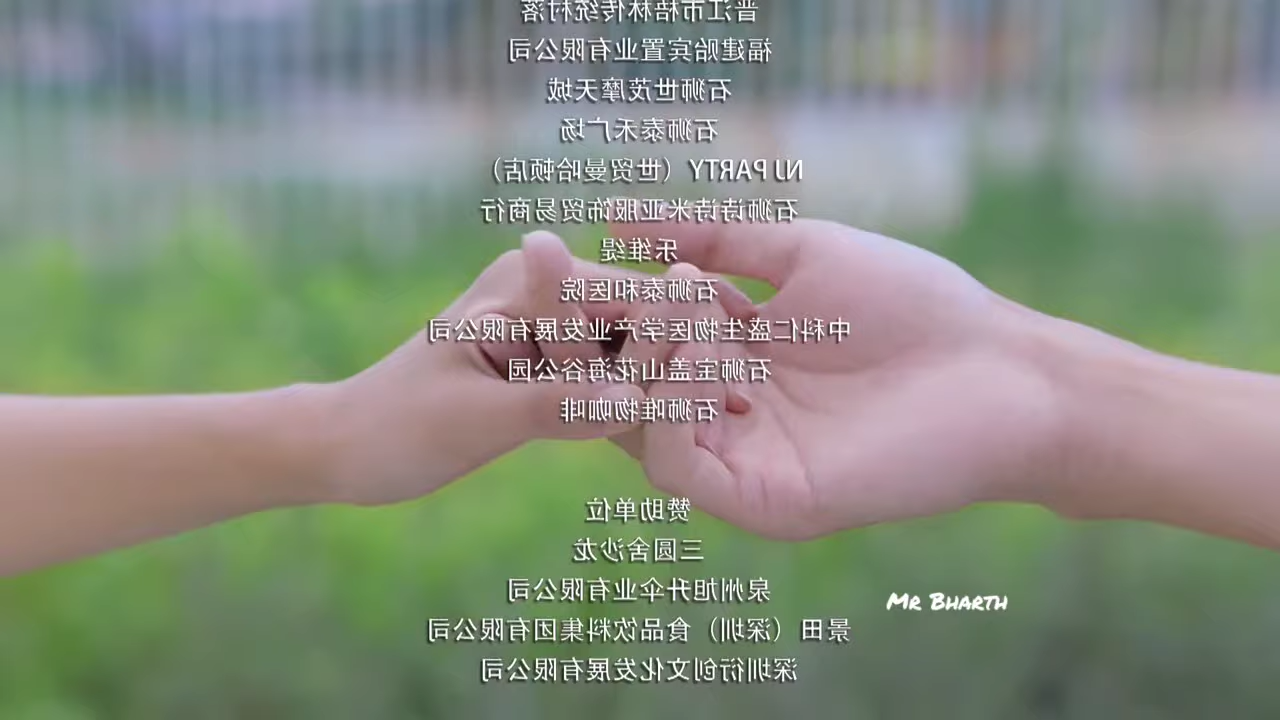 晋江市梧林传统村落
福建贻宾置业有限公司
石狮世茂摩天城
石狮泰禾广场
NJ PARTY（世贸曼哈顿店）
石狮诗诗米亚服饰贸易商行
乐维缇
石狮泰和医院
中科仁盛生物医学产业发展有限公司
石狮宝盖山花海谷公园
石狮唯物咖啡
赞助单位
三圆舍沙龙
泉州旭升伞业有限公司
景田（深圳）食品饮料集团有限公司
深圳衍创文化发展有限公司
Mr Bharth